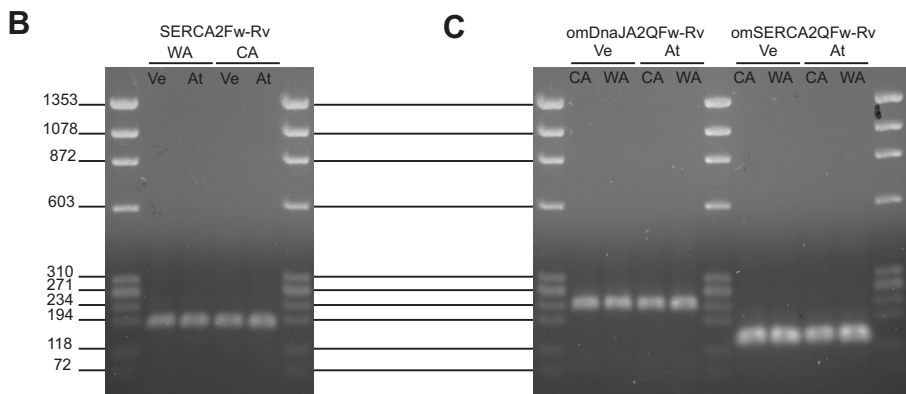 B
SERCA2Fw-Rv
WA CA
Ve At Ve At
C
omDnaJA2QFw-Rv omSERCA2QFw-Rv
Ve At Ve At
CA WA CA WA CA WA CA WA
1353
1078
872
603
310
271
234
194
118
72